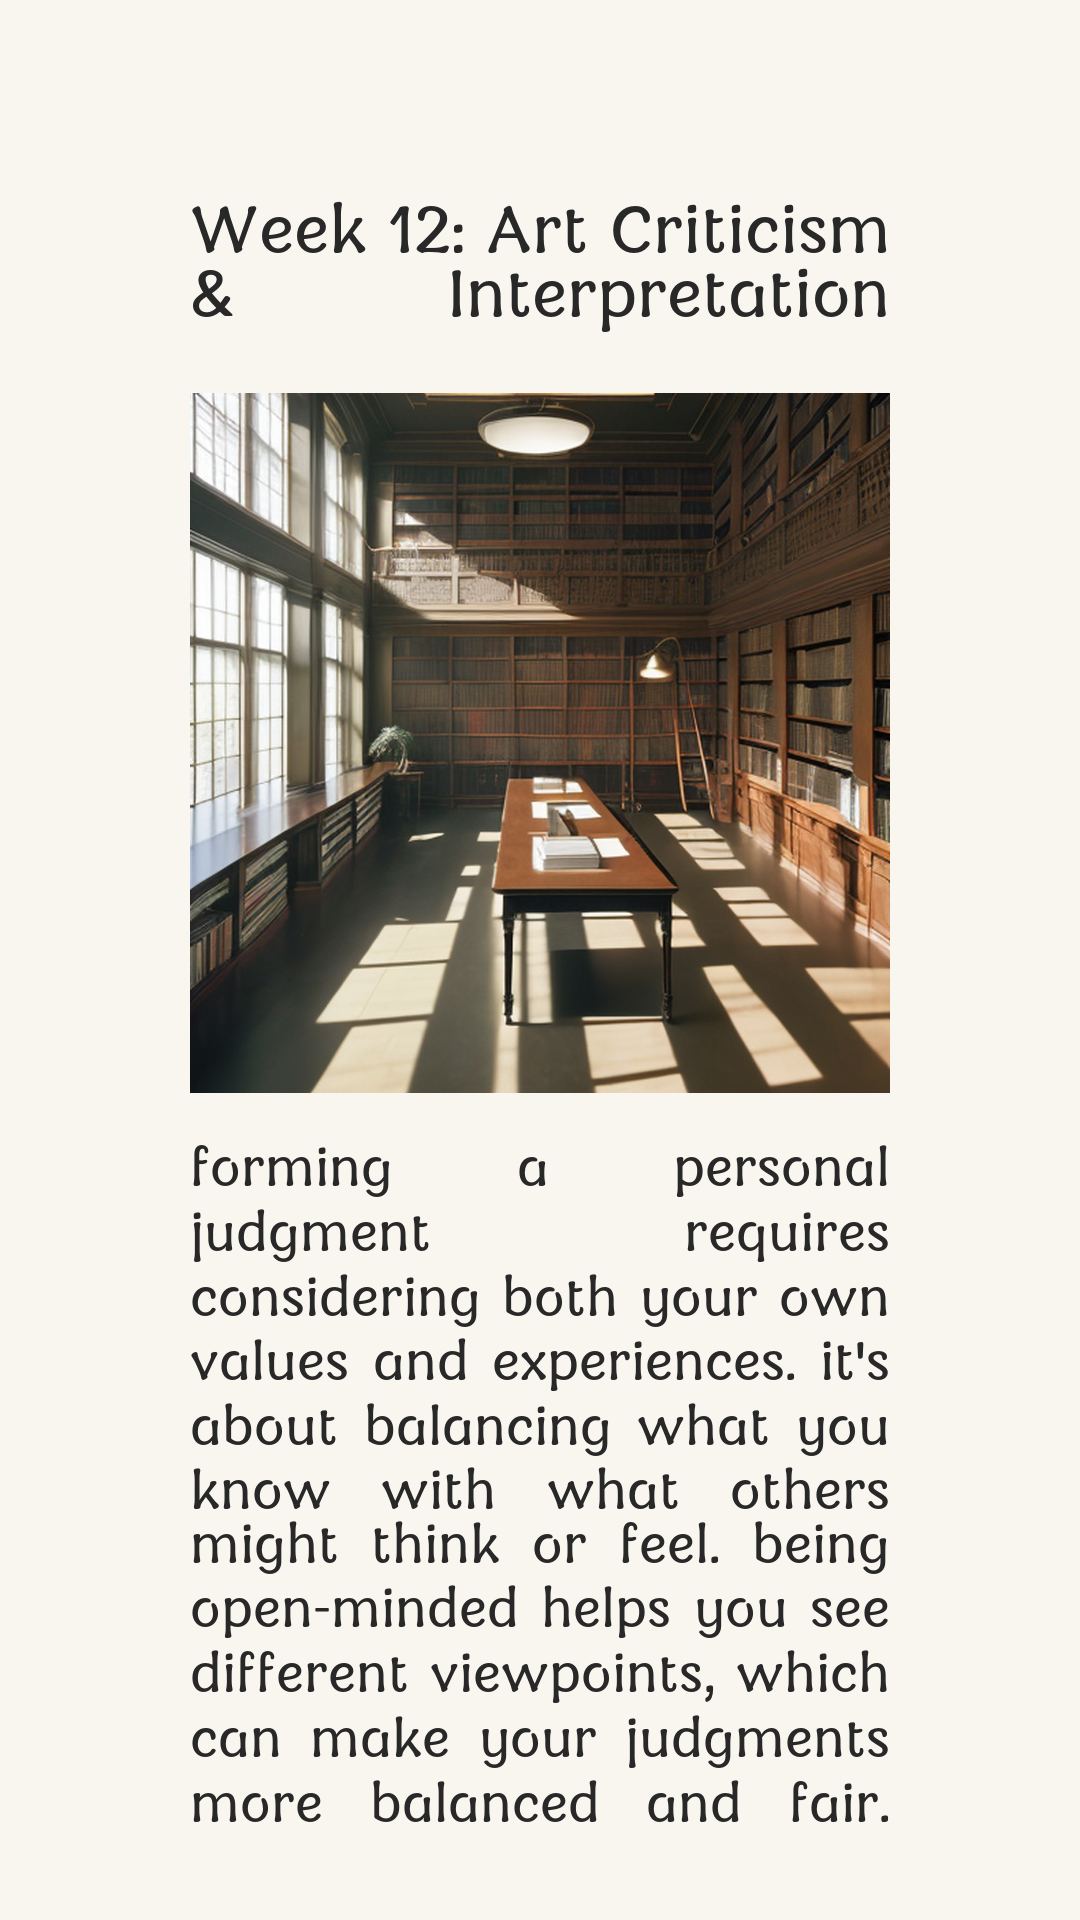 Week 12: Art Criticism
& Interpretation
forming a personal
judgment requires
considering both your own
values and experiences. it's
about balancing what you
know with what others
might think or feel. being
open-minded helps you see
different viewpoints, which
can make your judgments
more balanced and fair.